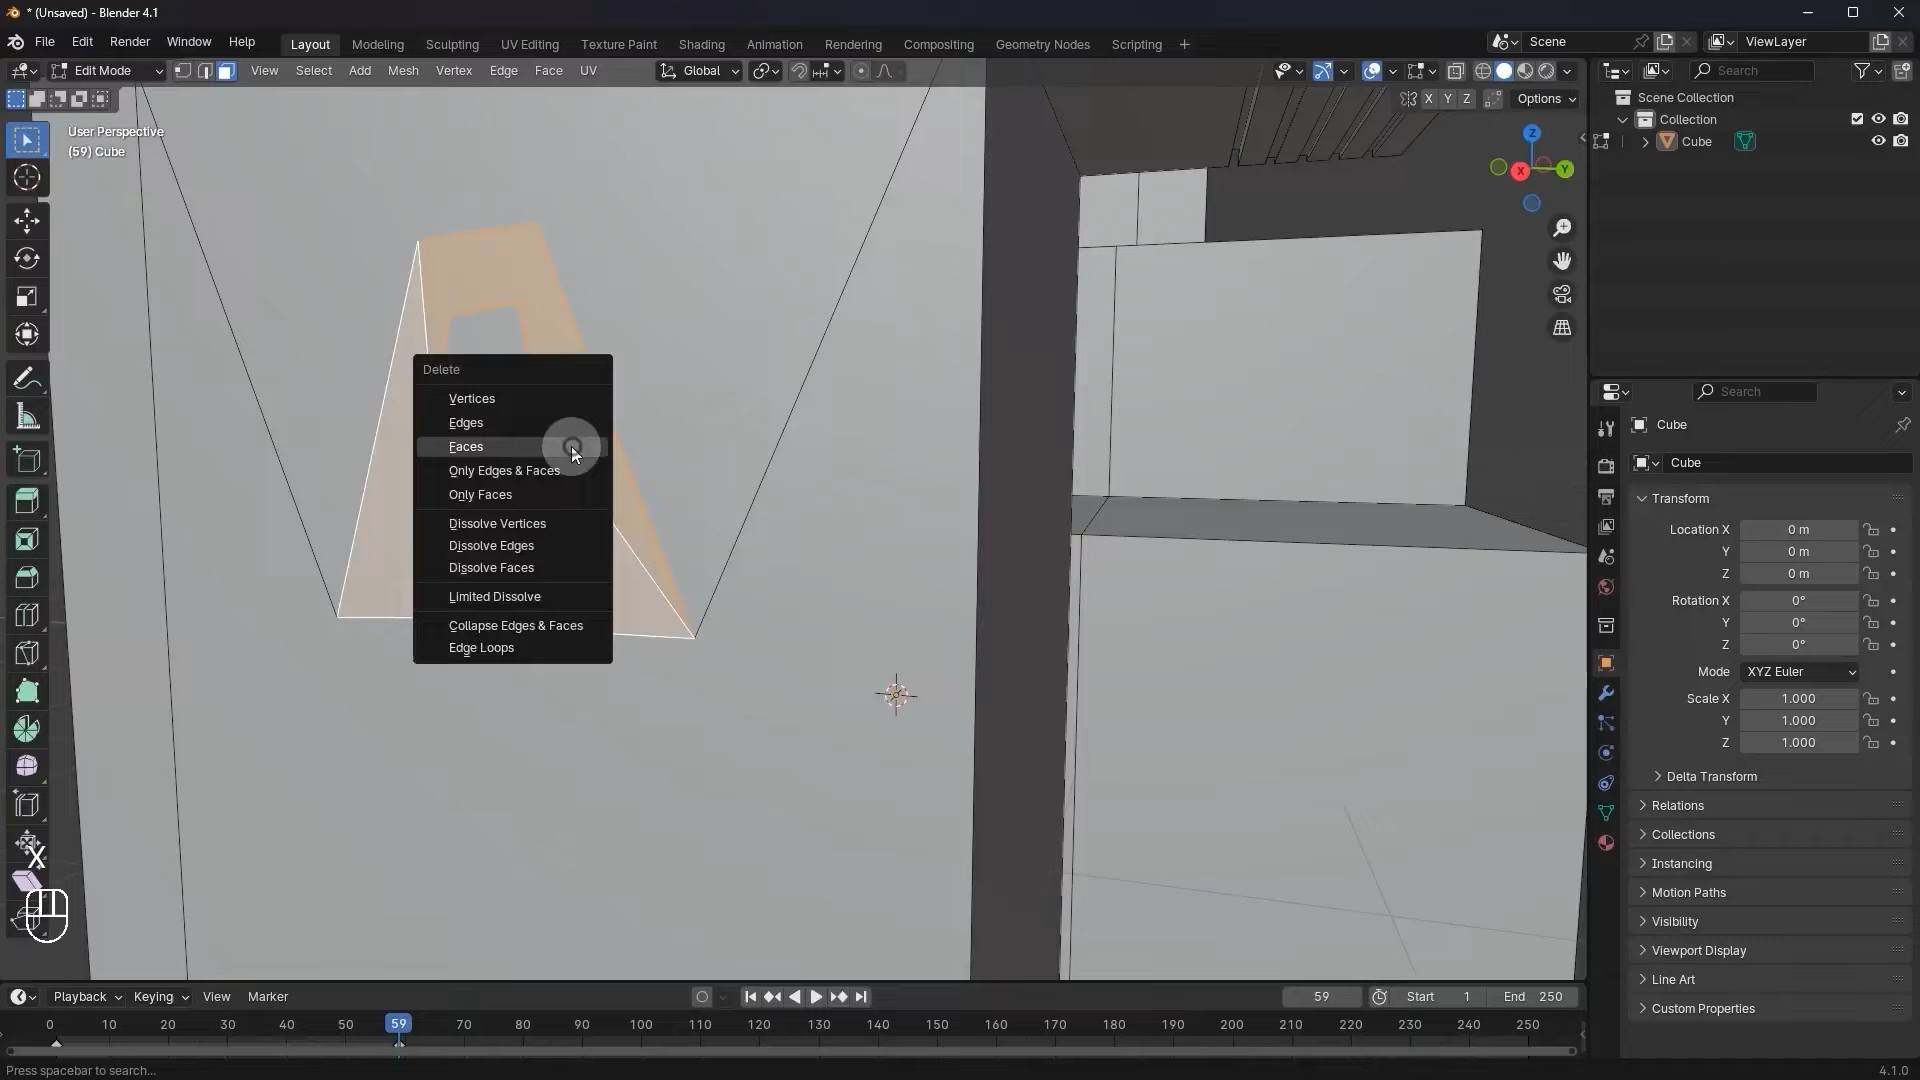 * (Unsaved) - Blender 4.1
File Edit Render Window Help Layout Modeling Sculpting UV Editing Texture Paint Shading Animation Rendering Compositing Geometry Nodes Scripting + Scene ViewLayer
Edit Mode View Select Add Mesh Vertex Edge Face UV Global Search
X Y Z Options
User Perspective
(59) Cube
Scene Collection
Collection
Cube
Z
X
Y
Delete
Vertices
Edges
Faces
Only Edges & Faces
Only Faces
Dissolve Vertices
Dissolve Edges
Dissolve Faces
Limited Dissolve
Collapse Edges & Faces
Edge Loops
X
Search
Cube
Cube
Transform
Location X 0 m
Y 0 m
Z 0 m
Rotation X 0°
Y 0°
Z 0°
Mode XYZ Euler
Scale X 1.000
Y 1.000
Z 1.000
Delta Transform
Relations
Collections
Instancing
Motion Paths
Visibility
Viewport Display
Line Art
Custom Properties
Playback Keying View Marker 59 Start 1 End 250
0 10 20 30 40 50 59 70 80 90 100 110 120 130 140 150 160 170 180 190 200 210 220 230 240 250
Press spacebar to search... 4.1.0